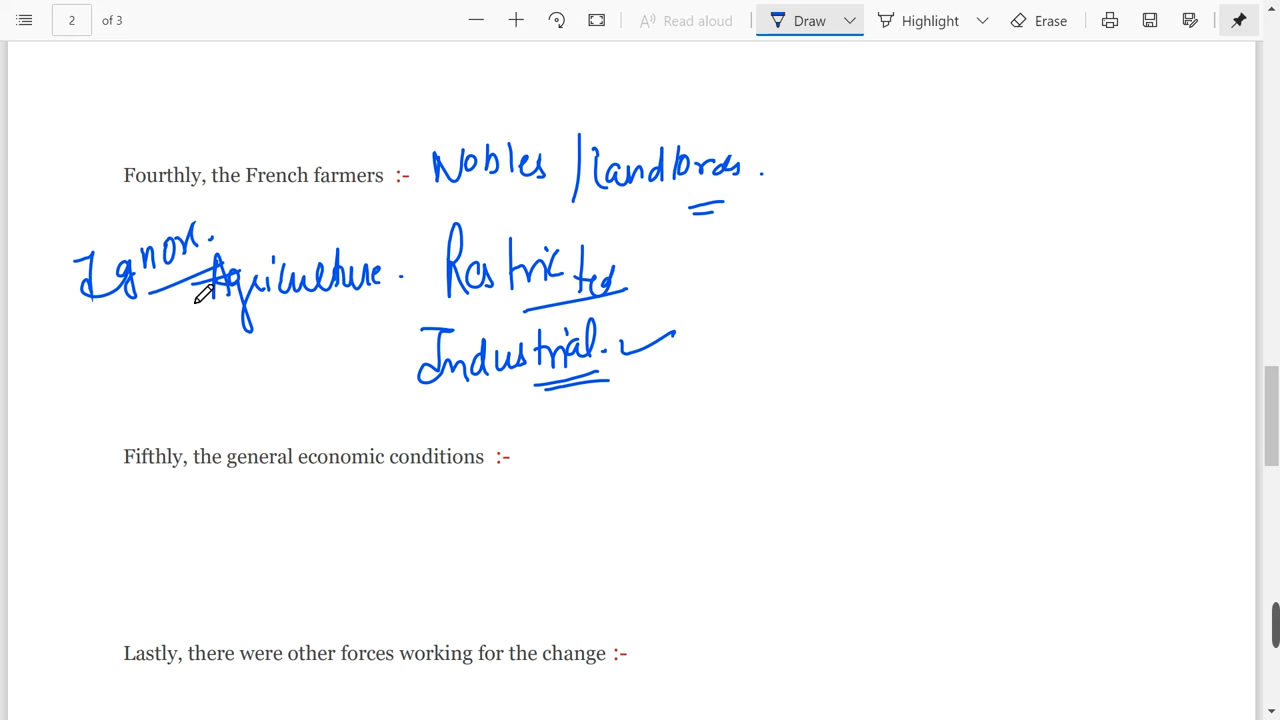 2 of 3 Read aloud Draw Highlight Erase
Fourthly, the French farmers :- Nobles / Landlords.
Ignore. Agriculture. Restricted
Industrial.
Fifthly, the general economic conditions :-
Lastly, there were other forces working for the change :-